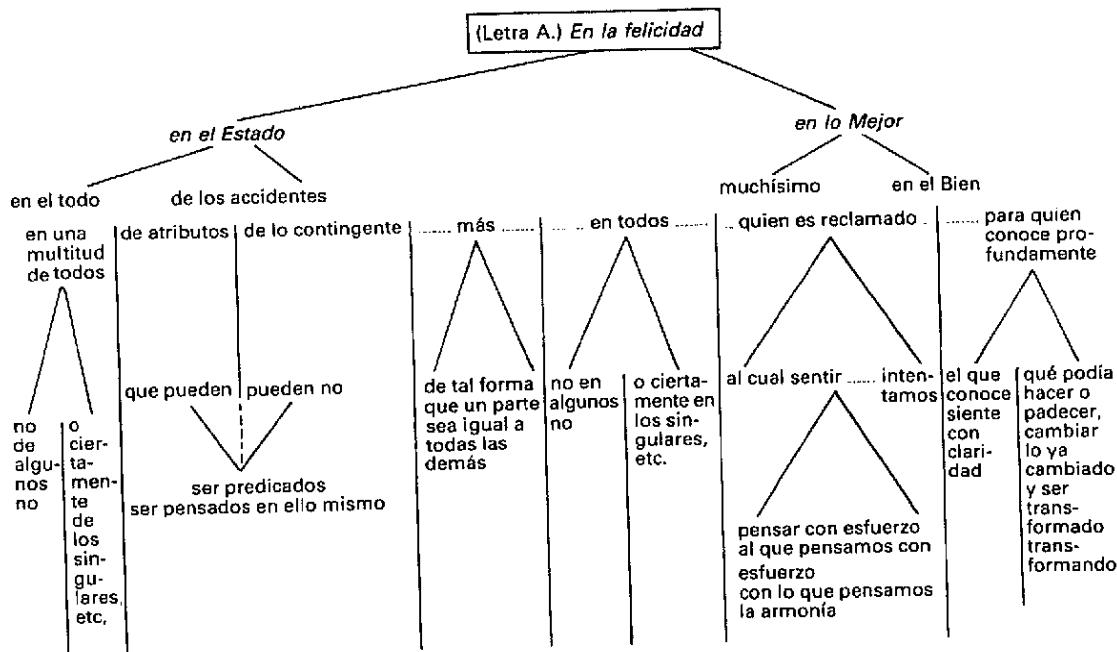 (Letra A.) En la felicidad
en el Estado
en lo Mejor
en el todo
de los accidentes
muchísimo
en el Bien
en una
multitud
de todos
de atributos
de lo contingente
...... más ......
... en todos ......
.. quien es reclamado ..
...... para quien
conoce pro-
fundamente
no
de
algu-
nos
no
o
cier-
ta-
men-
te
de
los
sin-
gu-
lares,
etc,
que pueden
pueden no
ser predicados
ser pensados en ello mismo
de tal forma
que un parte
sea igual a
todas las
demás
no en
algunos
no
o cierta-
mente en
los sin-
gulares,
etc.
al cual sentir ...... inten-
tamos
pensar con esfuerzo
al que pensamos con
esfuerzo
con lo que pensamos
la armonía
el que
conoce
siente
con
clari-
dad
qué podía
hacer o
padecer,
cambiar
lo ya
cambiado
y ser
trans-
formado
trans-
formando